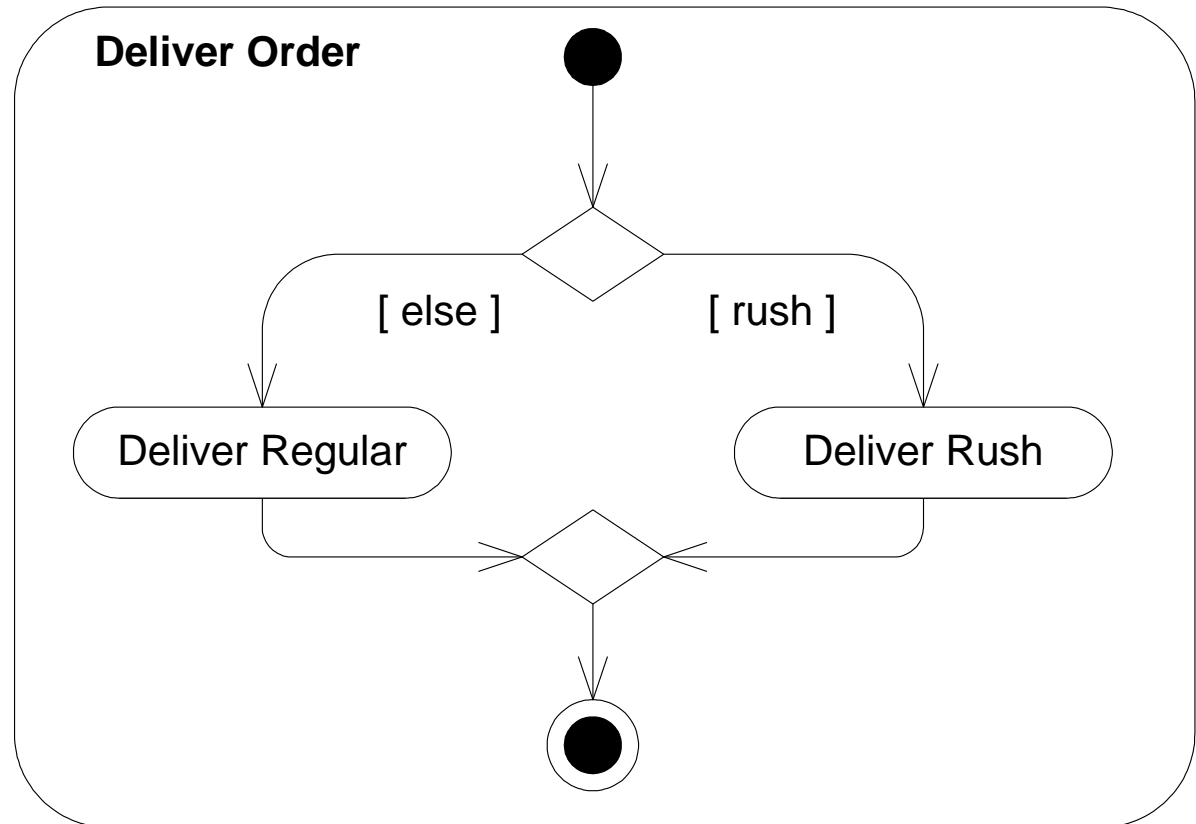 Deliver Order
[ else ]
[ rush ]
Deliver Regular
Deliver Rush